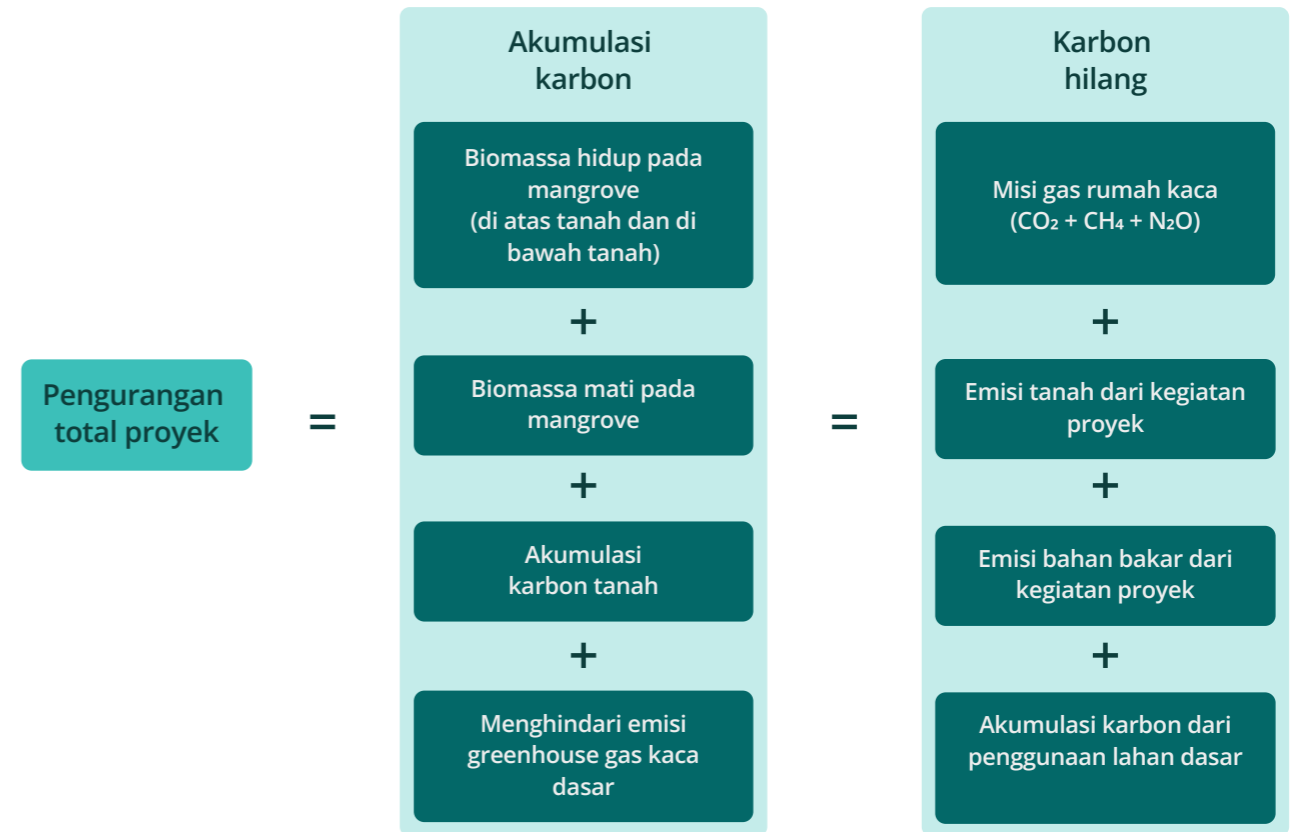 Pengurangan
total proyek
=
Akumulasi
karbon
Biomassa hidup pada
mangrove
(di atas tanah dan di
bawah tanah)
+
Biomassa mati pada
mangrove
+
Akumulasi
karbon tanah
+
Menghindari emisi
greenhouse gas kaca
dasar
=
Karbon
hilang
Misi gas rumah kaca
(CO₂ + CH₄ + N₂O)
+
Emisi tanah dari kegiatan
proyek
+
Emisi bahan bakar dari
kegiatan proyek
+
Akumulasi karbon dari
penggunaan lahan dasar